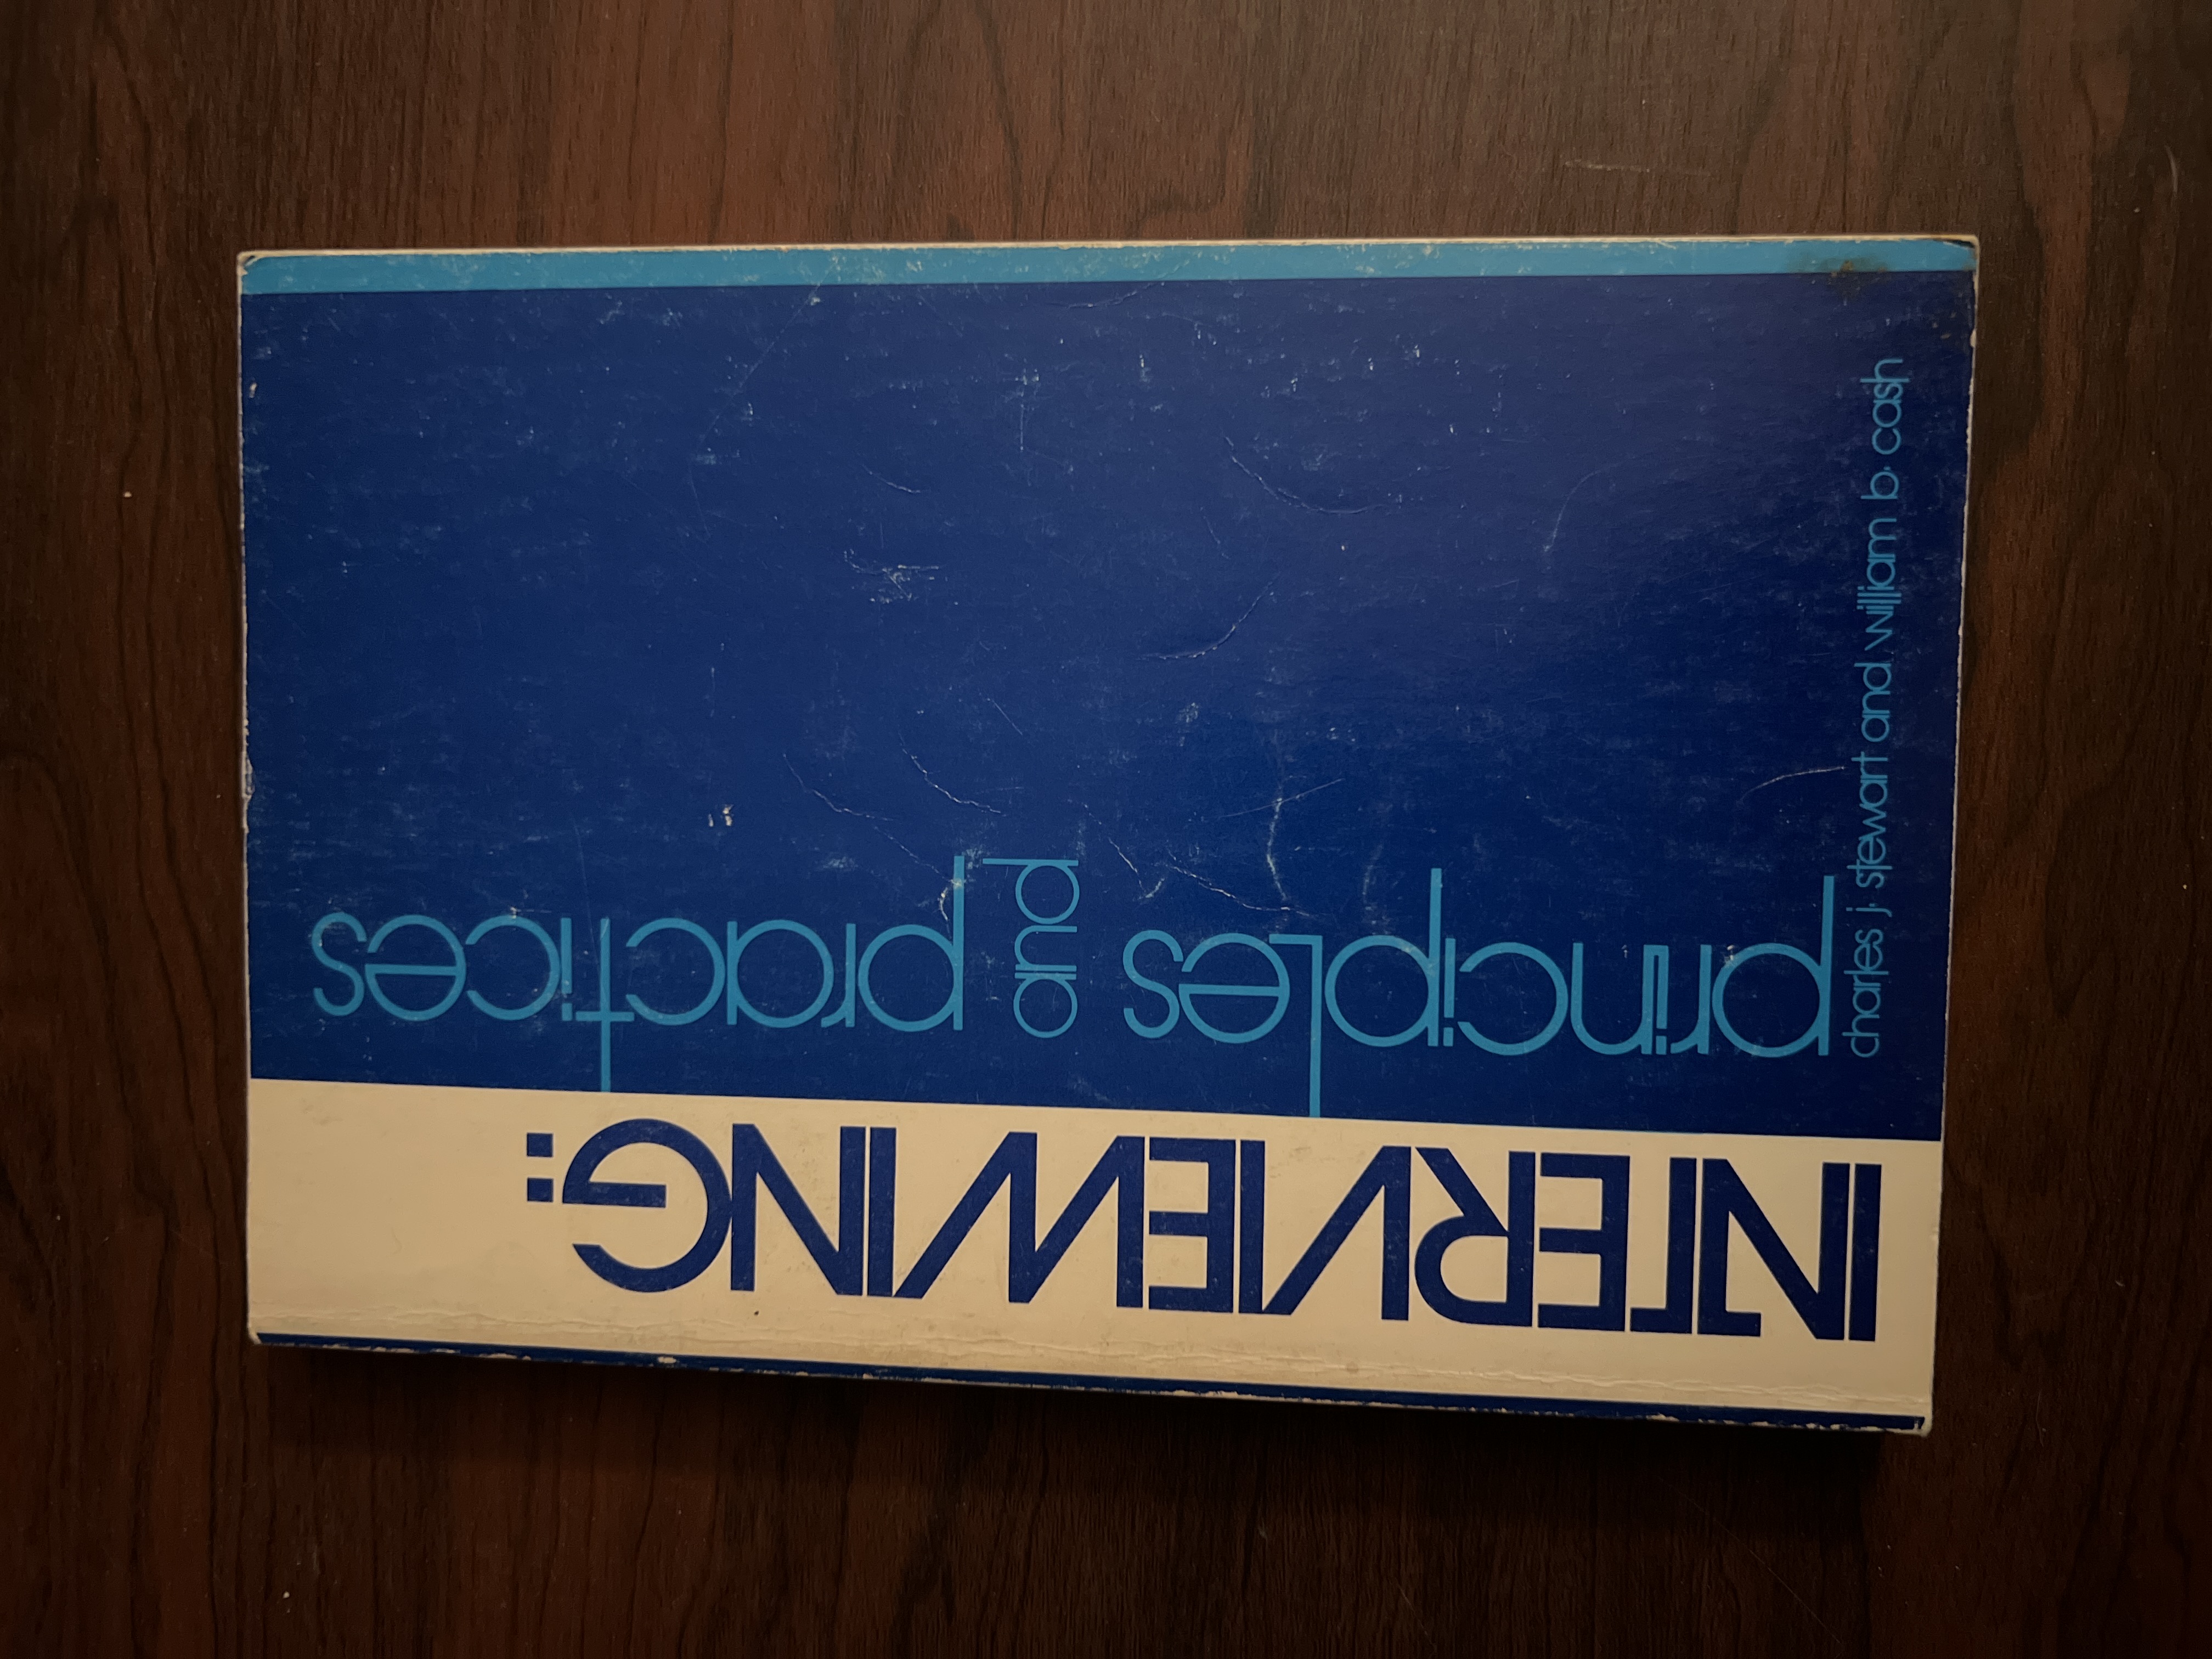 INTERVIEWING:
principles
and
practices
charles j. stewart and william b. cash